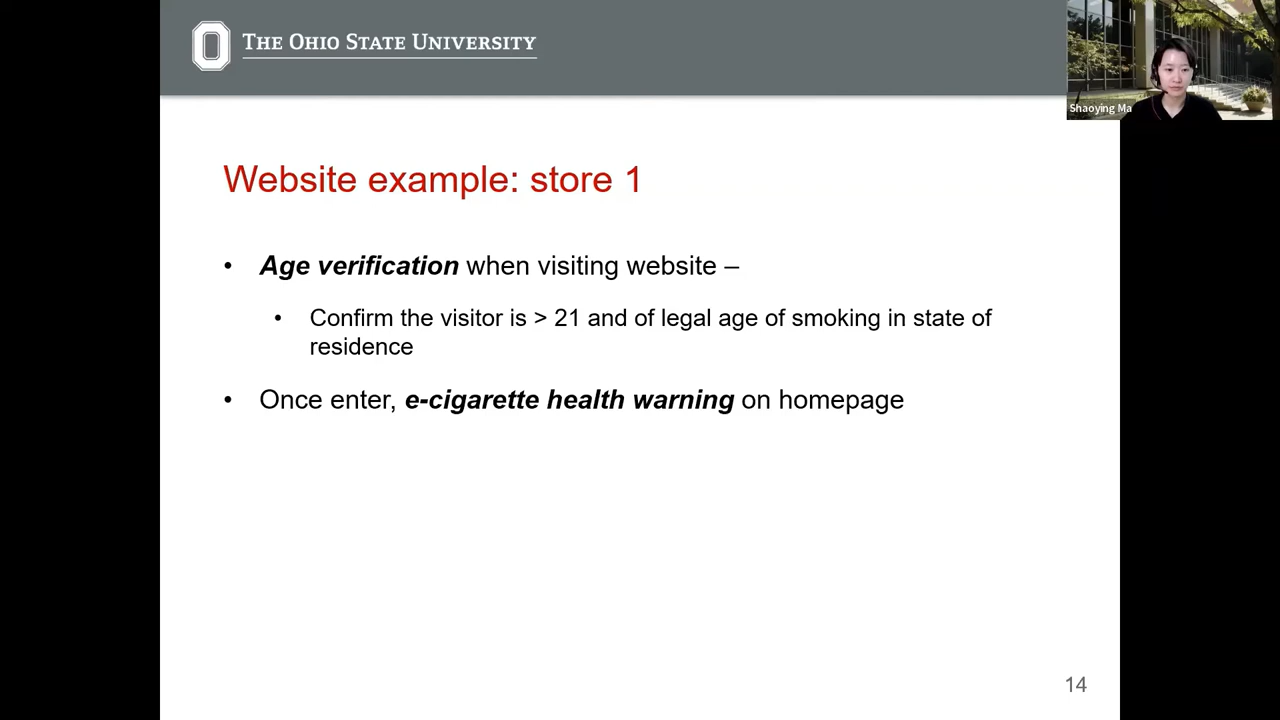 THE OHIO STATE UNIVERSITY
Shaoying Ma
Website example: store 1
• Age verification when visiting website –
• Confirm the visitor is > 21 and of legal age of smoking in state of
residence
• Once enter, e-cigarette health warning on homepage
14